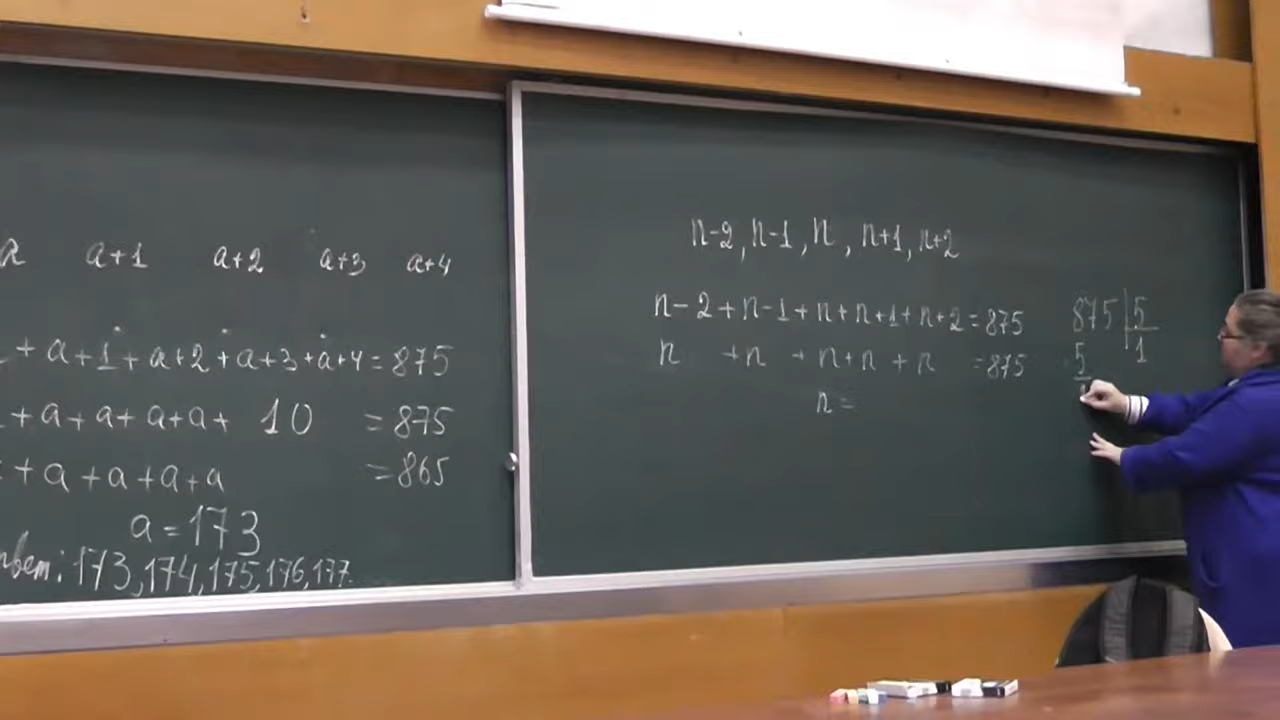 a a+1 a+2 a+3 a+4
+ a+1+a+2+a+3+a+4=875
+a+a+a+a+ 10 =875
+a+a+a+a =865
a=173
173,174,175,176,177.
n-2, n-1, n, n+1, n+2
n-2+n-1+n+n+1+n+2=875
n +n +n+n+n =875
n=
875 5
5 1